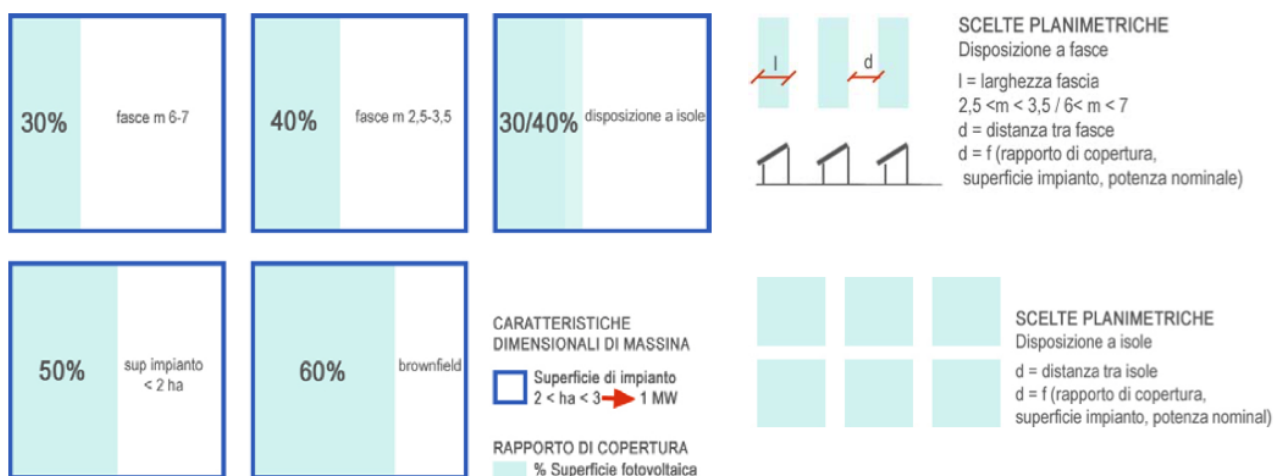 30%
fasce m 6-7
40%
fasce m 2,5-3,5
30/40%
disposizione a isole
l
d
SCELTE PLANIMETRICHE
Disposizione a fasce
l = larghezza fascia
2,5 <m < 3,5 / 6< m < 7
d = distanza tra fasce
d = f (rapporto di copertura,
superficie impianto, potenza nominale)
50%
sup impianto
< 2 ha
60%
brownfield
CARATTERISTICHE
DIMENSIONALI DI MASSINA
Superficie di impianto
2 < ha < 3 1 MW
RAPPORTO DI COPERTURA
% Superficie fotovoltaica
SCELTE PLANIMETRICHE
Disposizione a isole
d = distanza tra isole
d = f (rapporto di copertura,
superficie impianto, potenza nominal)